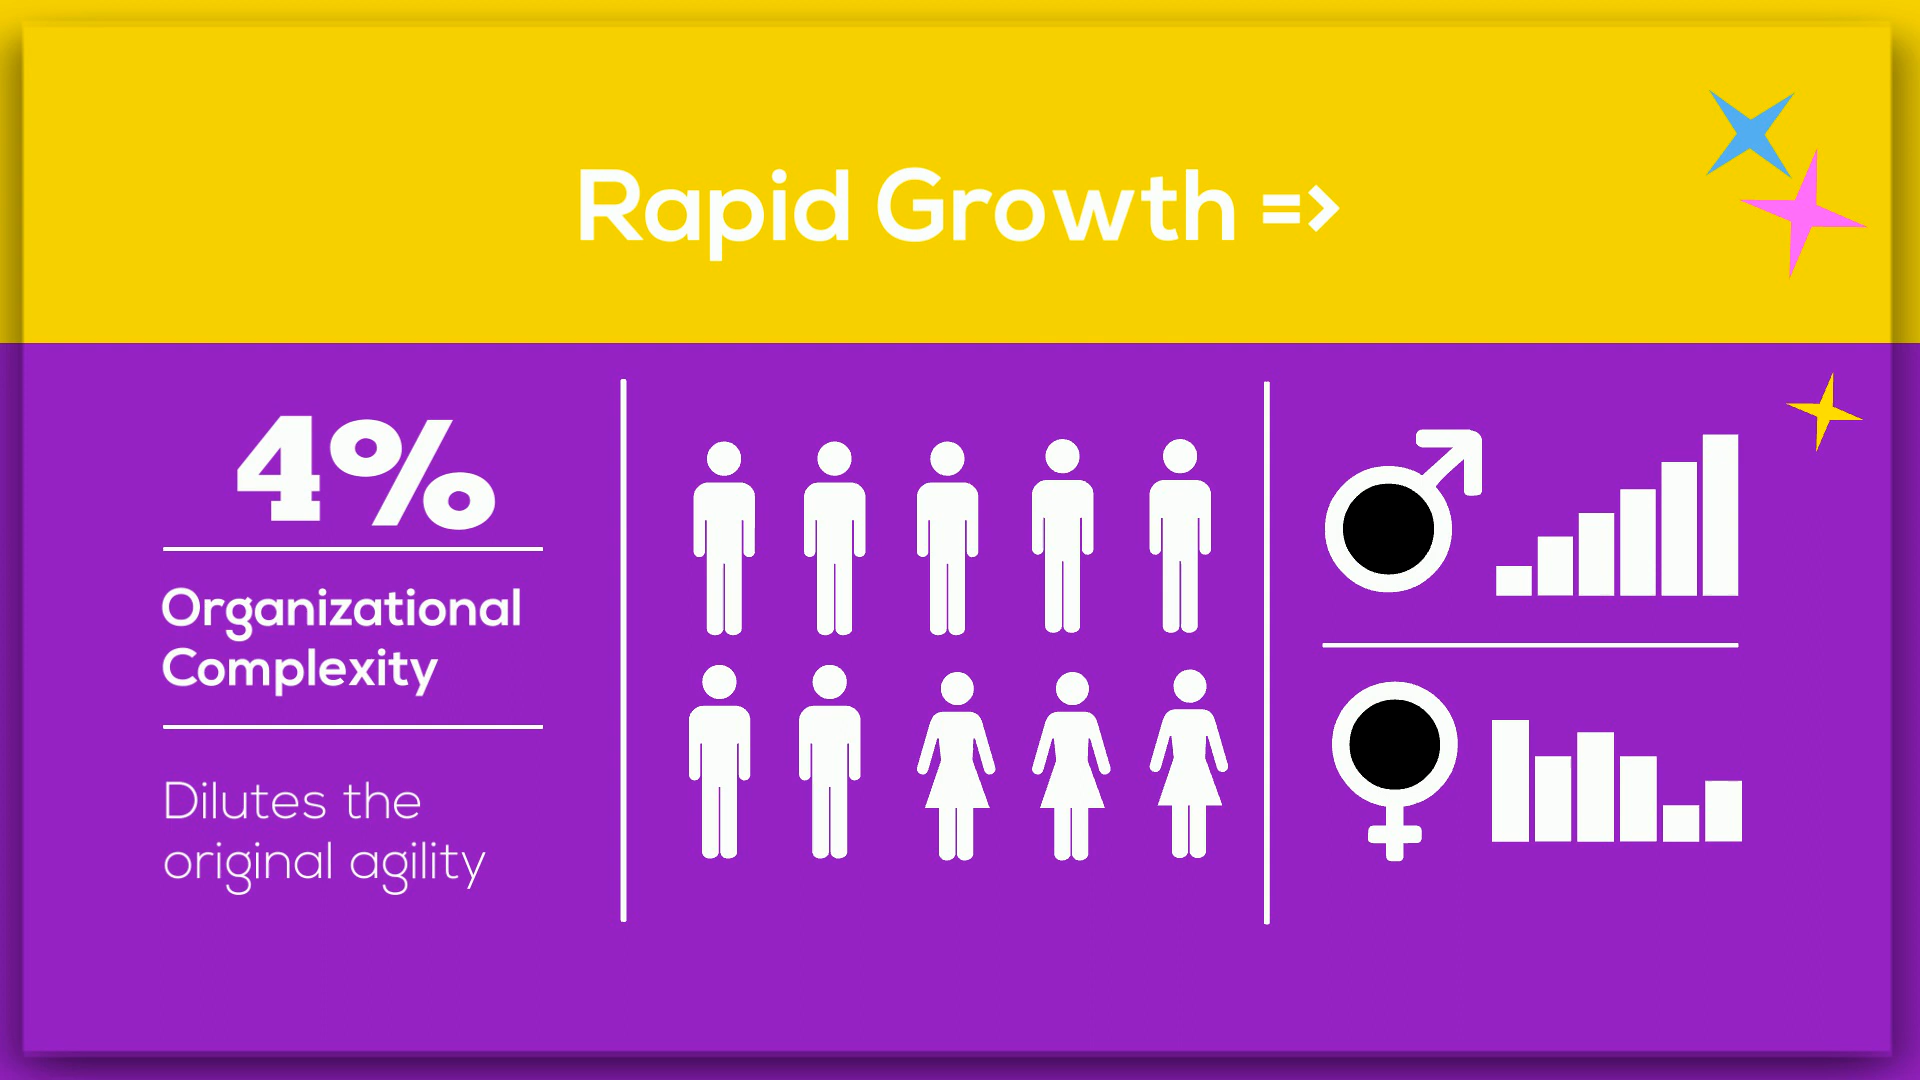 Rapid Growth =>
4%
Organizational
Complexity
Dilutes the
original agility